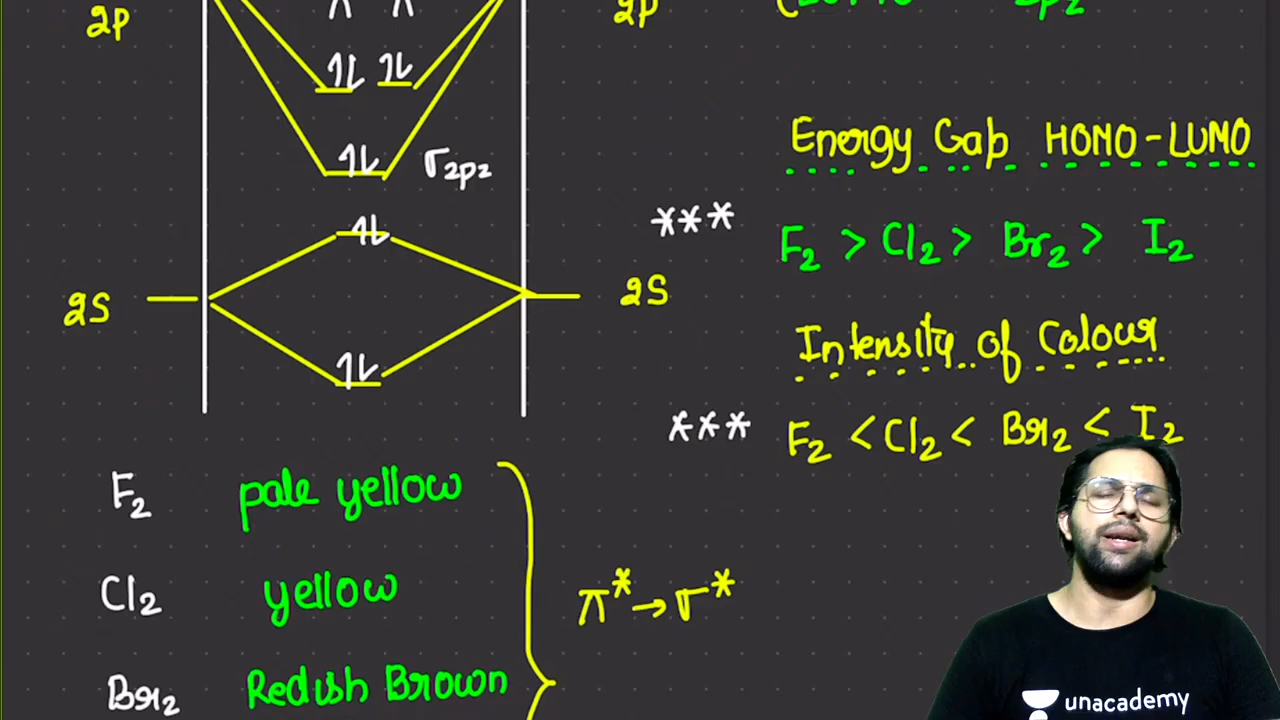 2p
2p
Energy Gap HOMO-LUMO
σ2p2
***
F2 > Cl2 > Br2 > I2
2S
2S
Intensity of Colour
***
F2 < Cl2 < Br2 < I2
F2 pale yellow
Cl2 yellow
π* → σ*
Br2 Redish Brown
unacademy